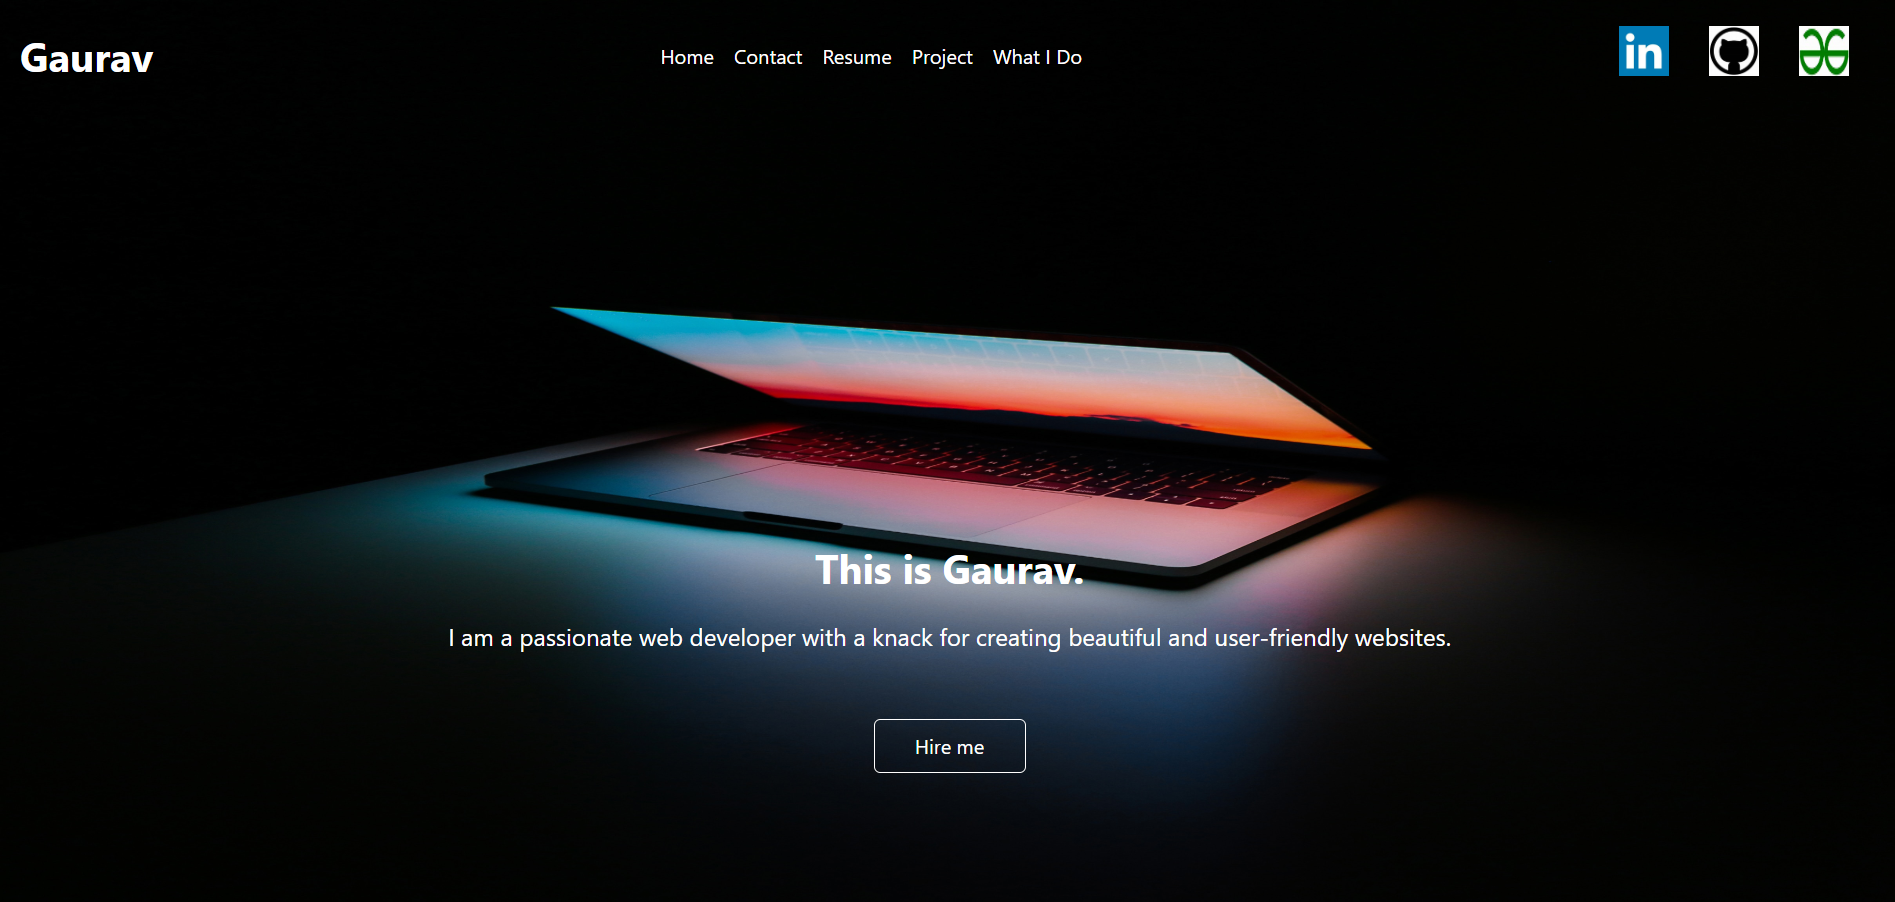 Gaurav
Home Contact Resume Project What I Do
in
This is Gaurav.
I am a passionate web developer with a knack for creating beautiful and user-friendly websites.
Hire me